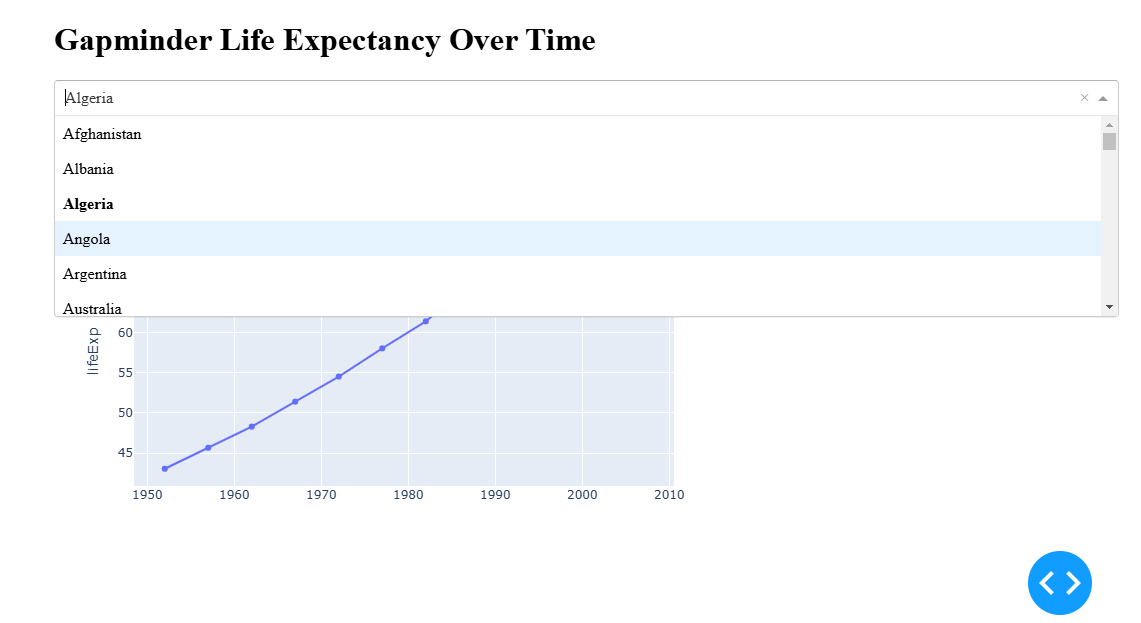 Gapminder Life Expectancy Over Time
Algeria ×
Afghanistan
Albania
Algeria
Angola
Argentina
Australia
lifeExp
60
55
50
45
1950 1960 1970 1980 1990 2000 2010